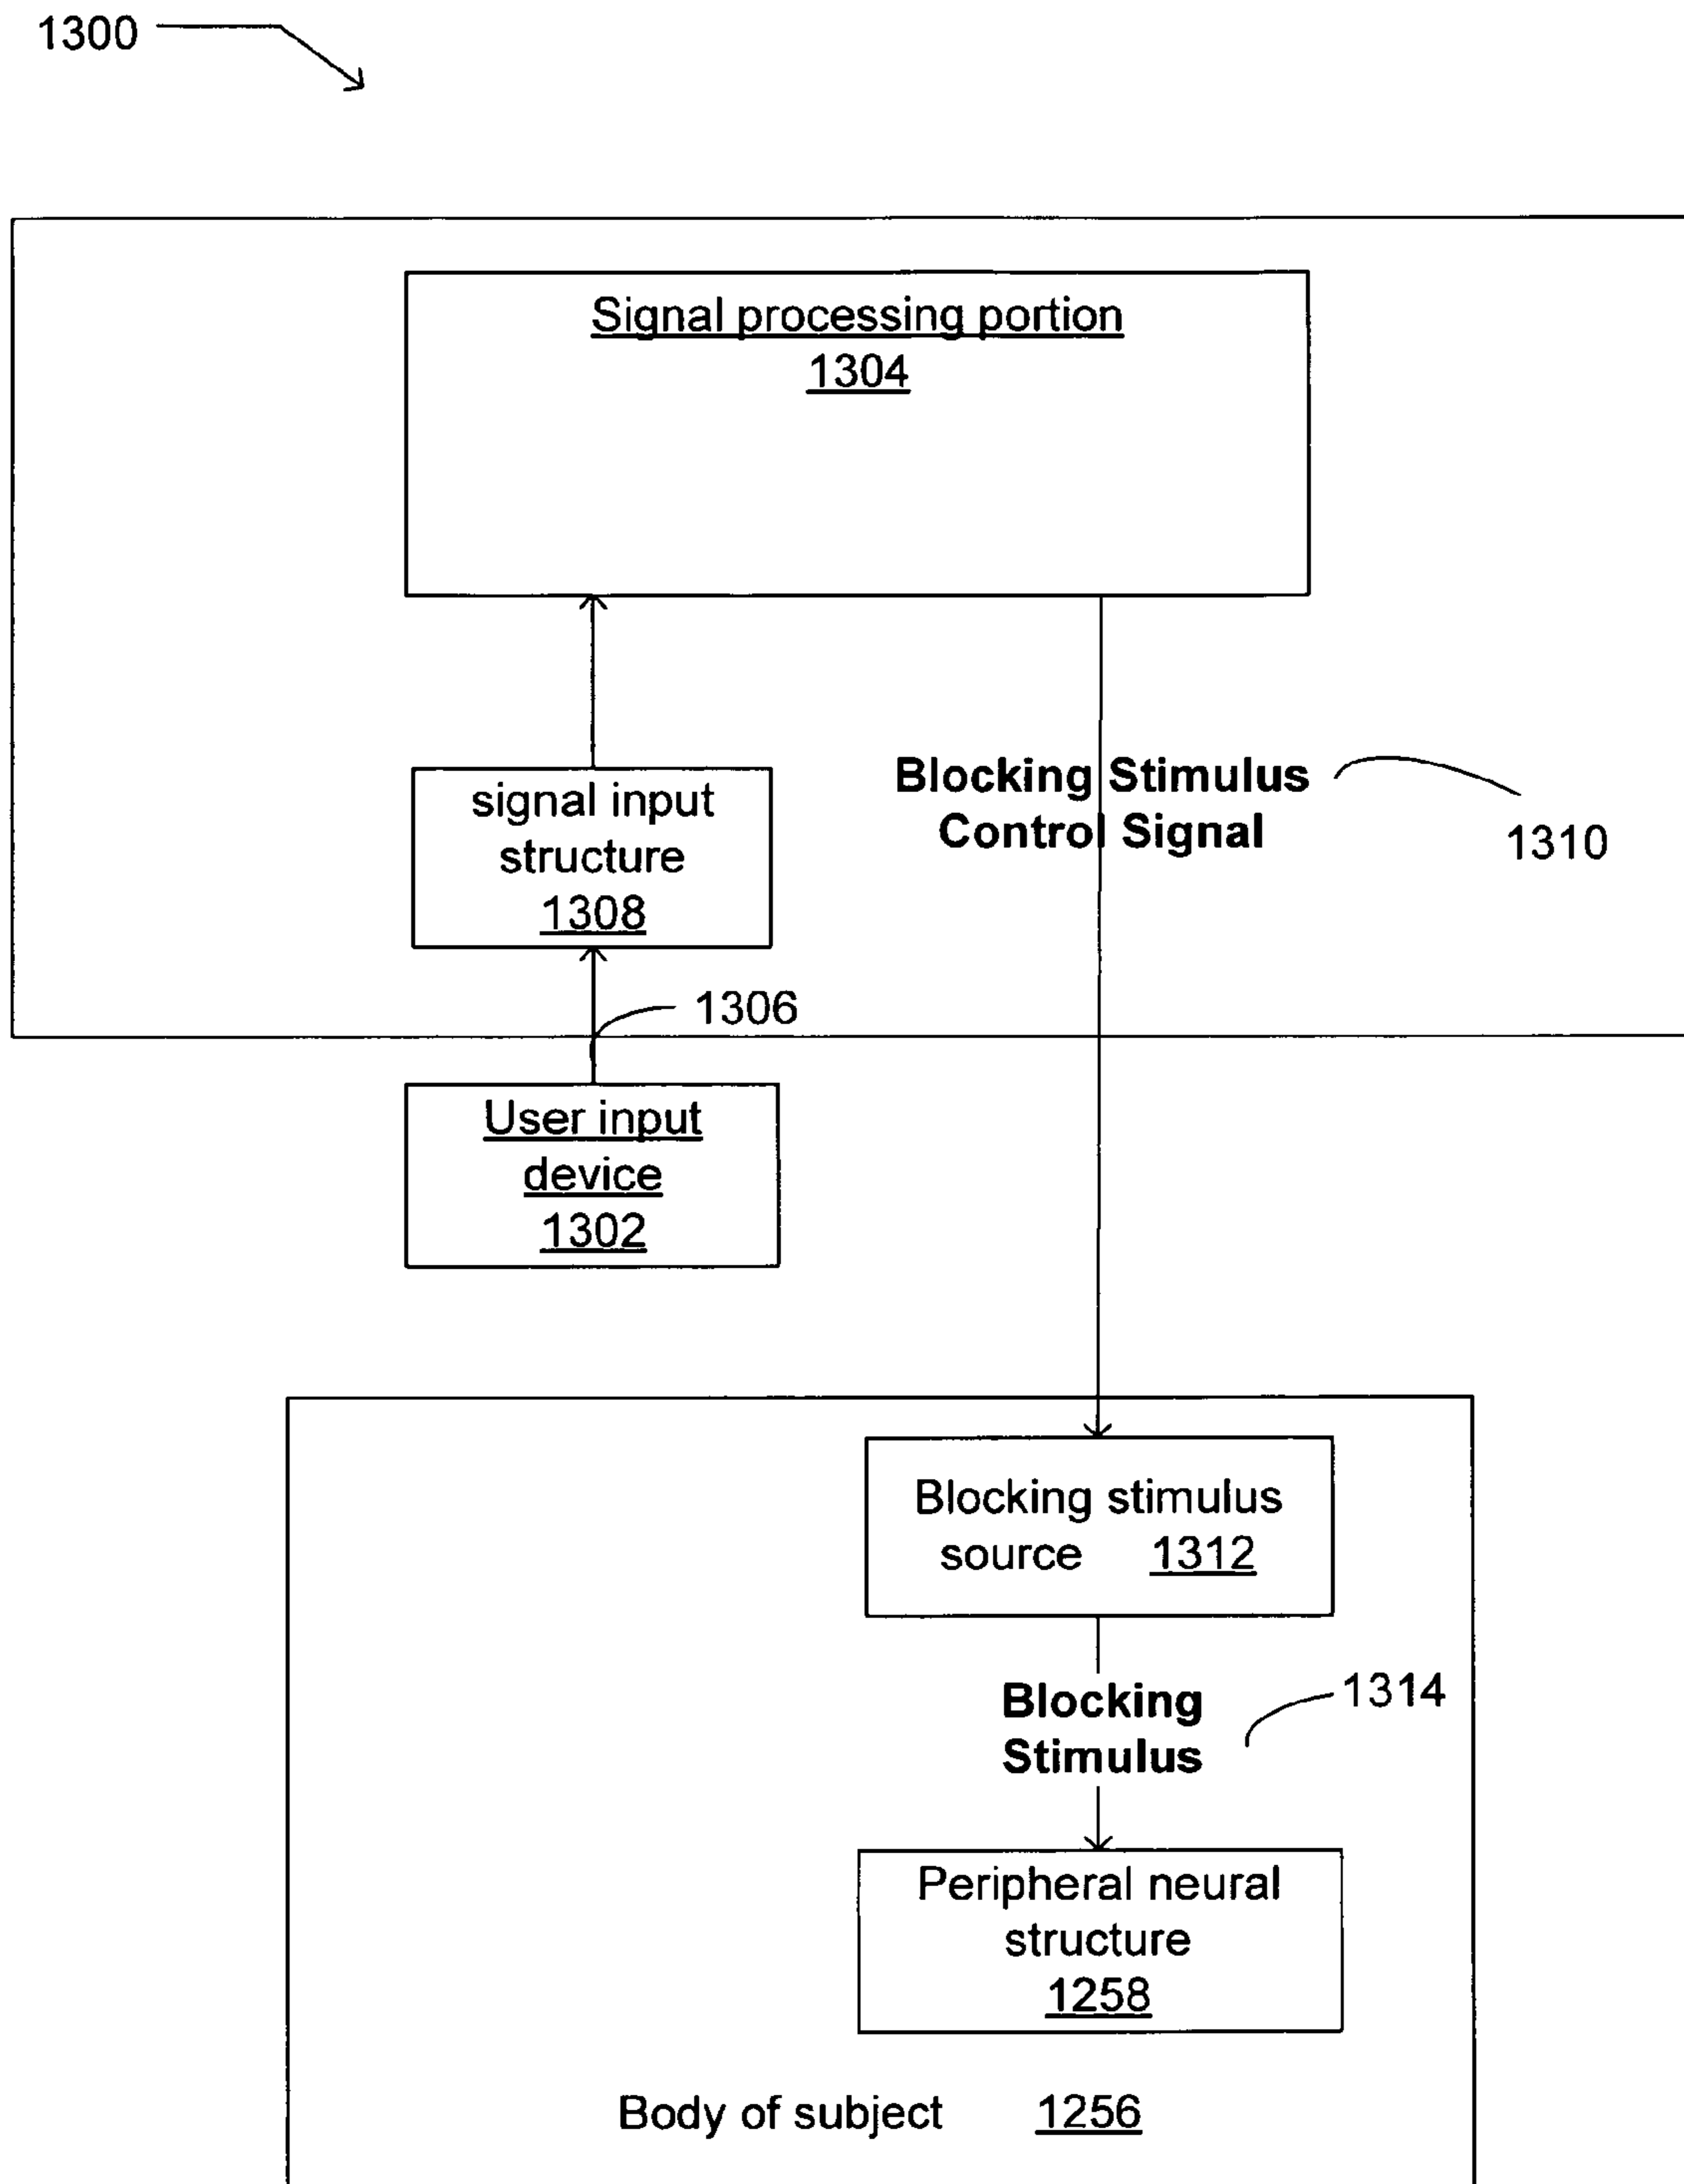 1300
Signal processing portion
1304
signal input
structure
1308
Blocking Stimulus
Control Signal
1310
1306
User input
device
1302
Blocking stimulus
source 1312
Blocking
Stimulus
1314
Peripheral neural
structure
1258
Body of subject 1256